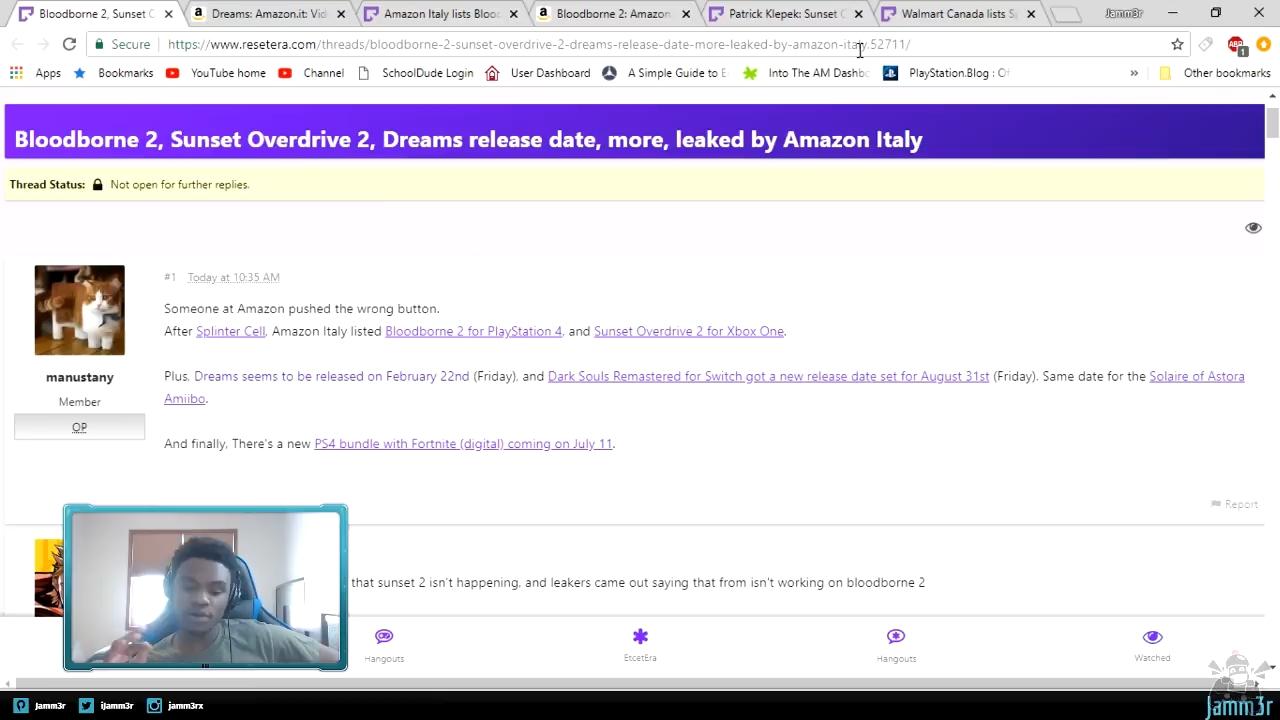 Bloodborne 2, Sunset O
Dreams: Amazon.it: Vid
Amazon Italy lists Blood
Bloodborne 2: Amazon
Patrick Klepek: Sunset O
Walmart Canada lists Sp
Jamm3r
Secure
https://www.resetera.com/threads/bloodborne-2-sunset-overdrive-2-dreams-release-date-more-leaked-by-amazon-italy.52711/
ABP
1
Apps
Bookmarks
YouTube home
Channel
SchoolDude Login
User Dashboard
A Simple Guide to E
Into The AM Dashbo
PlayStation.Blog : Of
»
Other bookmarks
Bloodborne 2, Sunset Overdrive 2, Dreams release date, more, leaked by Amazon Italy
Thread Status: Not open for further replies.
#1 Today at 10:35 AM
Someone at Amazon pushed the wrong button.
After Splinter Cell, Amazon Italy listed Bloodborne 2 for PlayStation 4, and Sunset Overdrive 2 for Xbox One.
manustany
Member
OP
Plus, Dreams seems to be released on February 22nd (Friday), and Dark Souls Remastered for Switch got a new release date set for August 31st (Friday). Same date for the Solaire of Astora
Amiibo.
And finally, There's a new PS4 bundle with Fortnite (digital) coming on July 11.
Report
that sunset 2 isn't happening, and leakers came out saying that from isn't working on bloodborne 2
Hangouts
EtcetEra
Hangouts
Watched
Jamm3r
iJamm3r
jamm3rx
Jamm3r